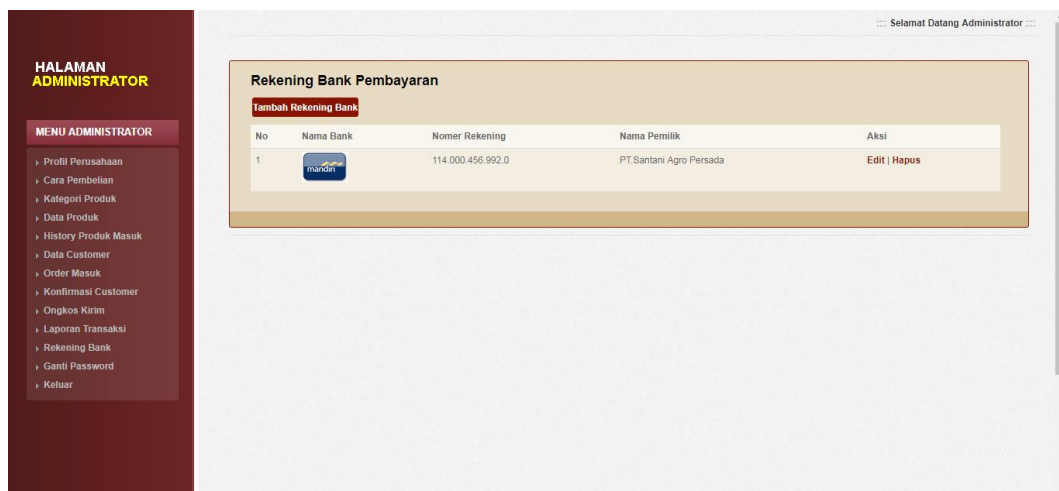 :::: Selamat Datang Administrator ::::
HALAMAN
ADMINISTRATOR
MENU ADMINISTRATOR
Profil Perusahaan
Cara Pembelian
Kategori Produk
Data Produk
History Produk Masuk
Data Customer
Order Masuk
Konfirmasi Customer
Ongkos Kirim
Laporan Transaksi
Rekening Bank
Ganti Password
Keluar
Rekening Bank Pembayaran
Tambah Rekening Bank
No Nama Bank Nomer Rekening Nama Pemilik Aksi
1 mandiri 114.000.456.992.0 PT.Santani Agro Persada Edit | Hapus